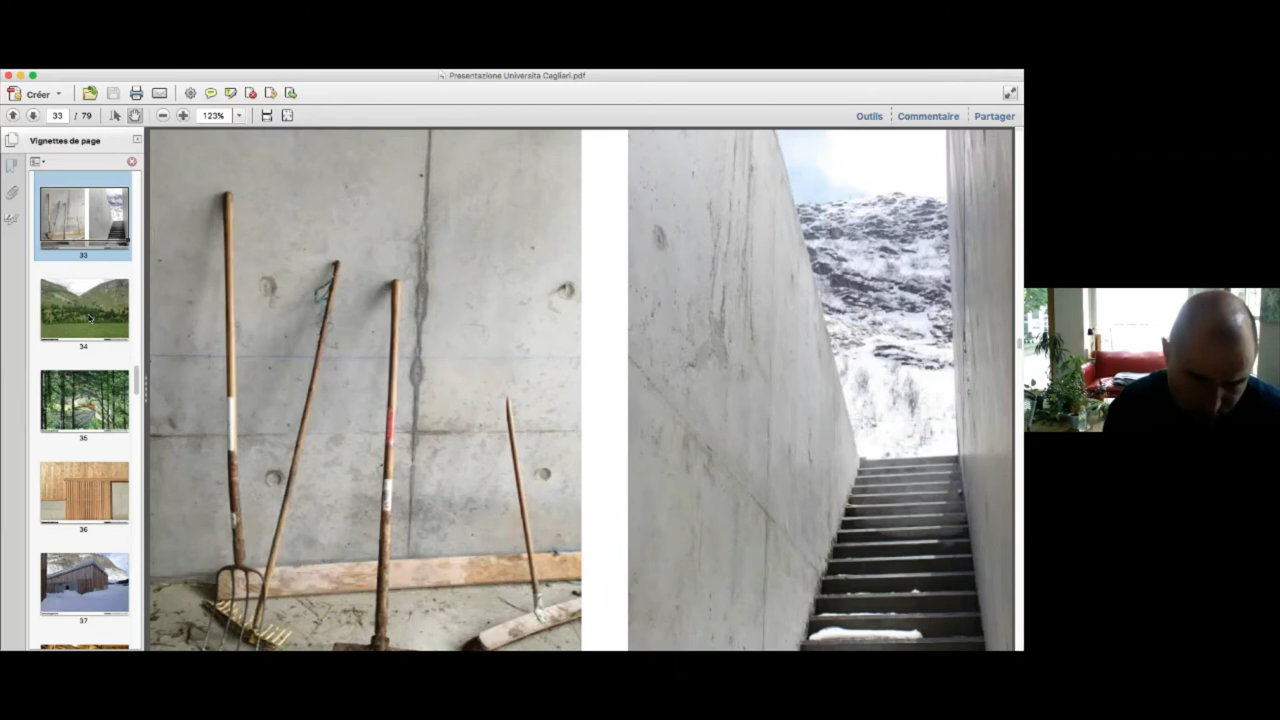 Presentazione Universita Cagliari.pdf
Créer
33 / 79 123% Outils Commentaire Partager
Vignettes de page
33
34
35
36
37